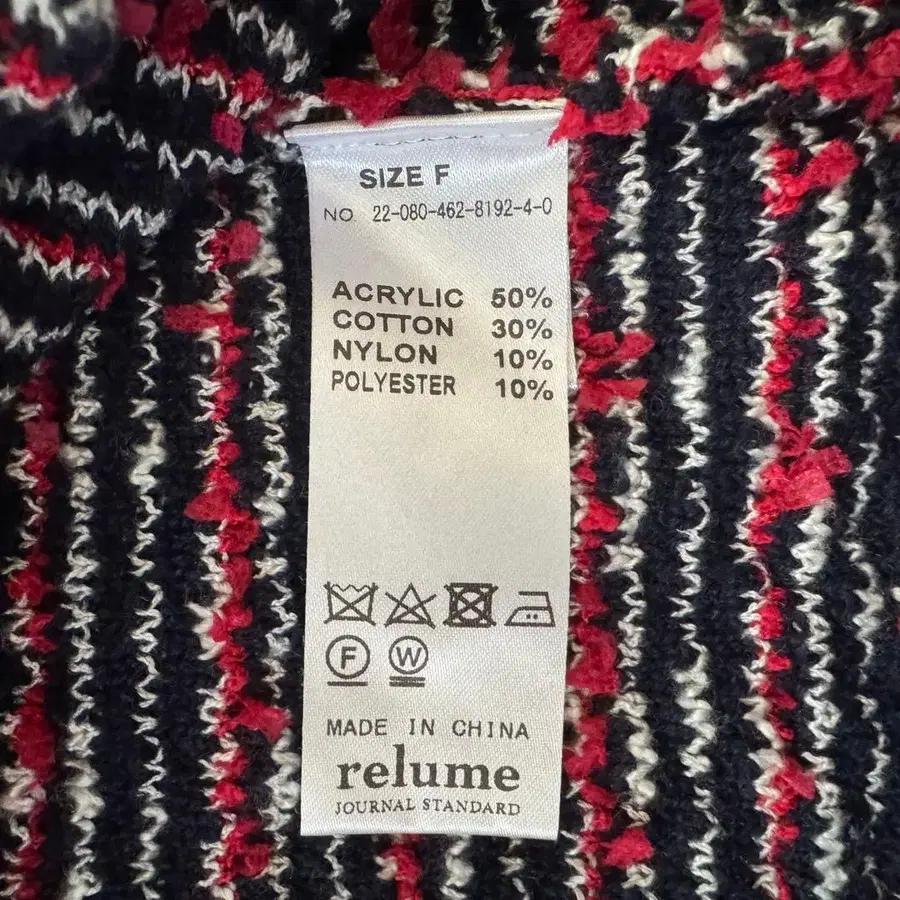 SIZE F
NO 22-080-462-8192-4-0
ACRYLIC 50%
COTTON 30%
NYLON 10%
POLYESTER 10%
F W
MADE IN CHINA
relume
JOURNAL STANDARD